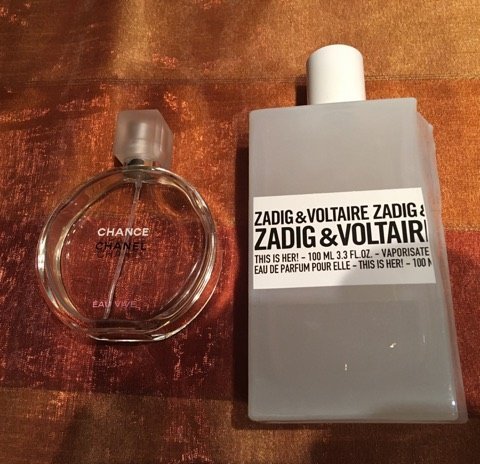 CHANCE
CHANEL
EAU VIVE
ZADIG & VOLTAIRE ZADIG &
ZADIG & VOLTAIR
THIS IS HER! – 100 ML 3.3 FL.OZ. – VAPORISATE
EAU DE PARFUM POUR ELLE – THIS IS HER! – 100 M